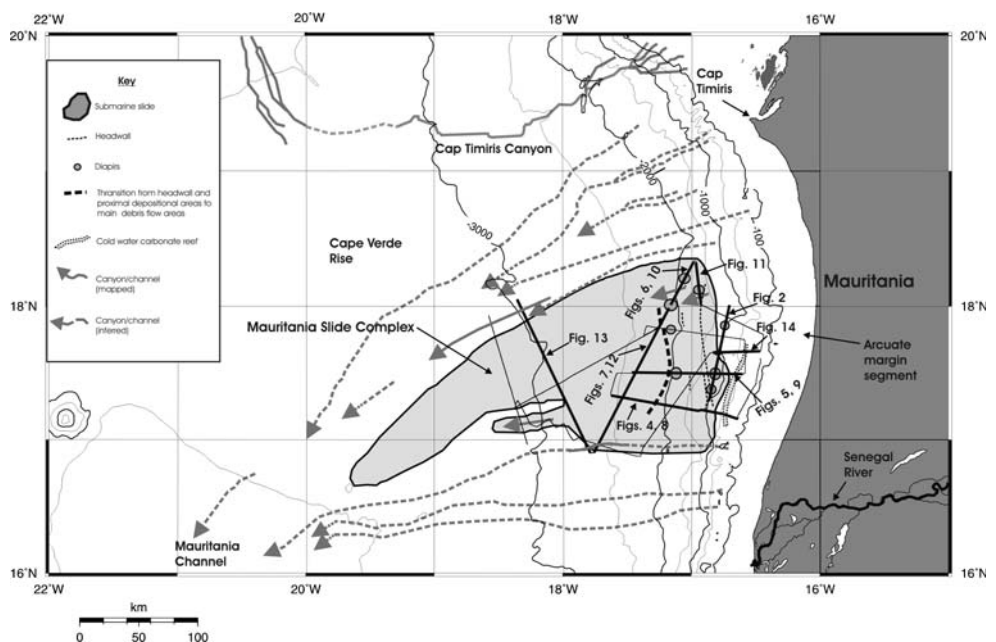 22°W
20°W
18°W
16°W
20°N
20°N
Key
Submarine slide
Headwall
Diapirs
Thransition from headwall and
proximal depositional areas to
main debris flow areas
Cold water carbonate reef
Canyon/channel
(mapped)
Canyon/channel
(inferred)
Cap
Timiris
Cap Timiris Canyon
-2000
-1000
-100
-3000
Cape Verde
Rise
Mauritania
Fig. 11
Figs. 6, 10
18°N
18°N
Fig. 2
Fig. 14
Mauritania Slide Complex
Fig. 13
Figs. 7,12
Arcuate
margin
segment
Figs. 5, 9
Figs. 4, 8
Senegal
River
Mauritania
Channel
16°N
16°N
22°W
20°W
18°W
16°W
km
0
50
100